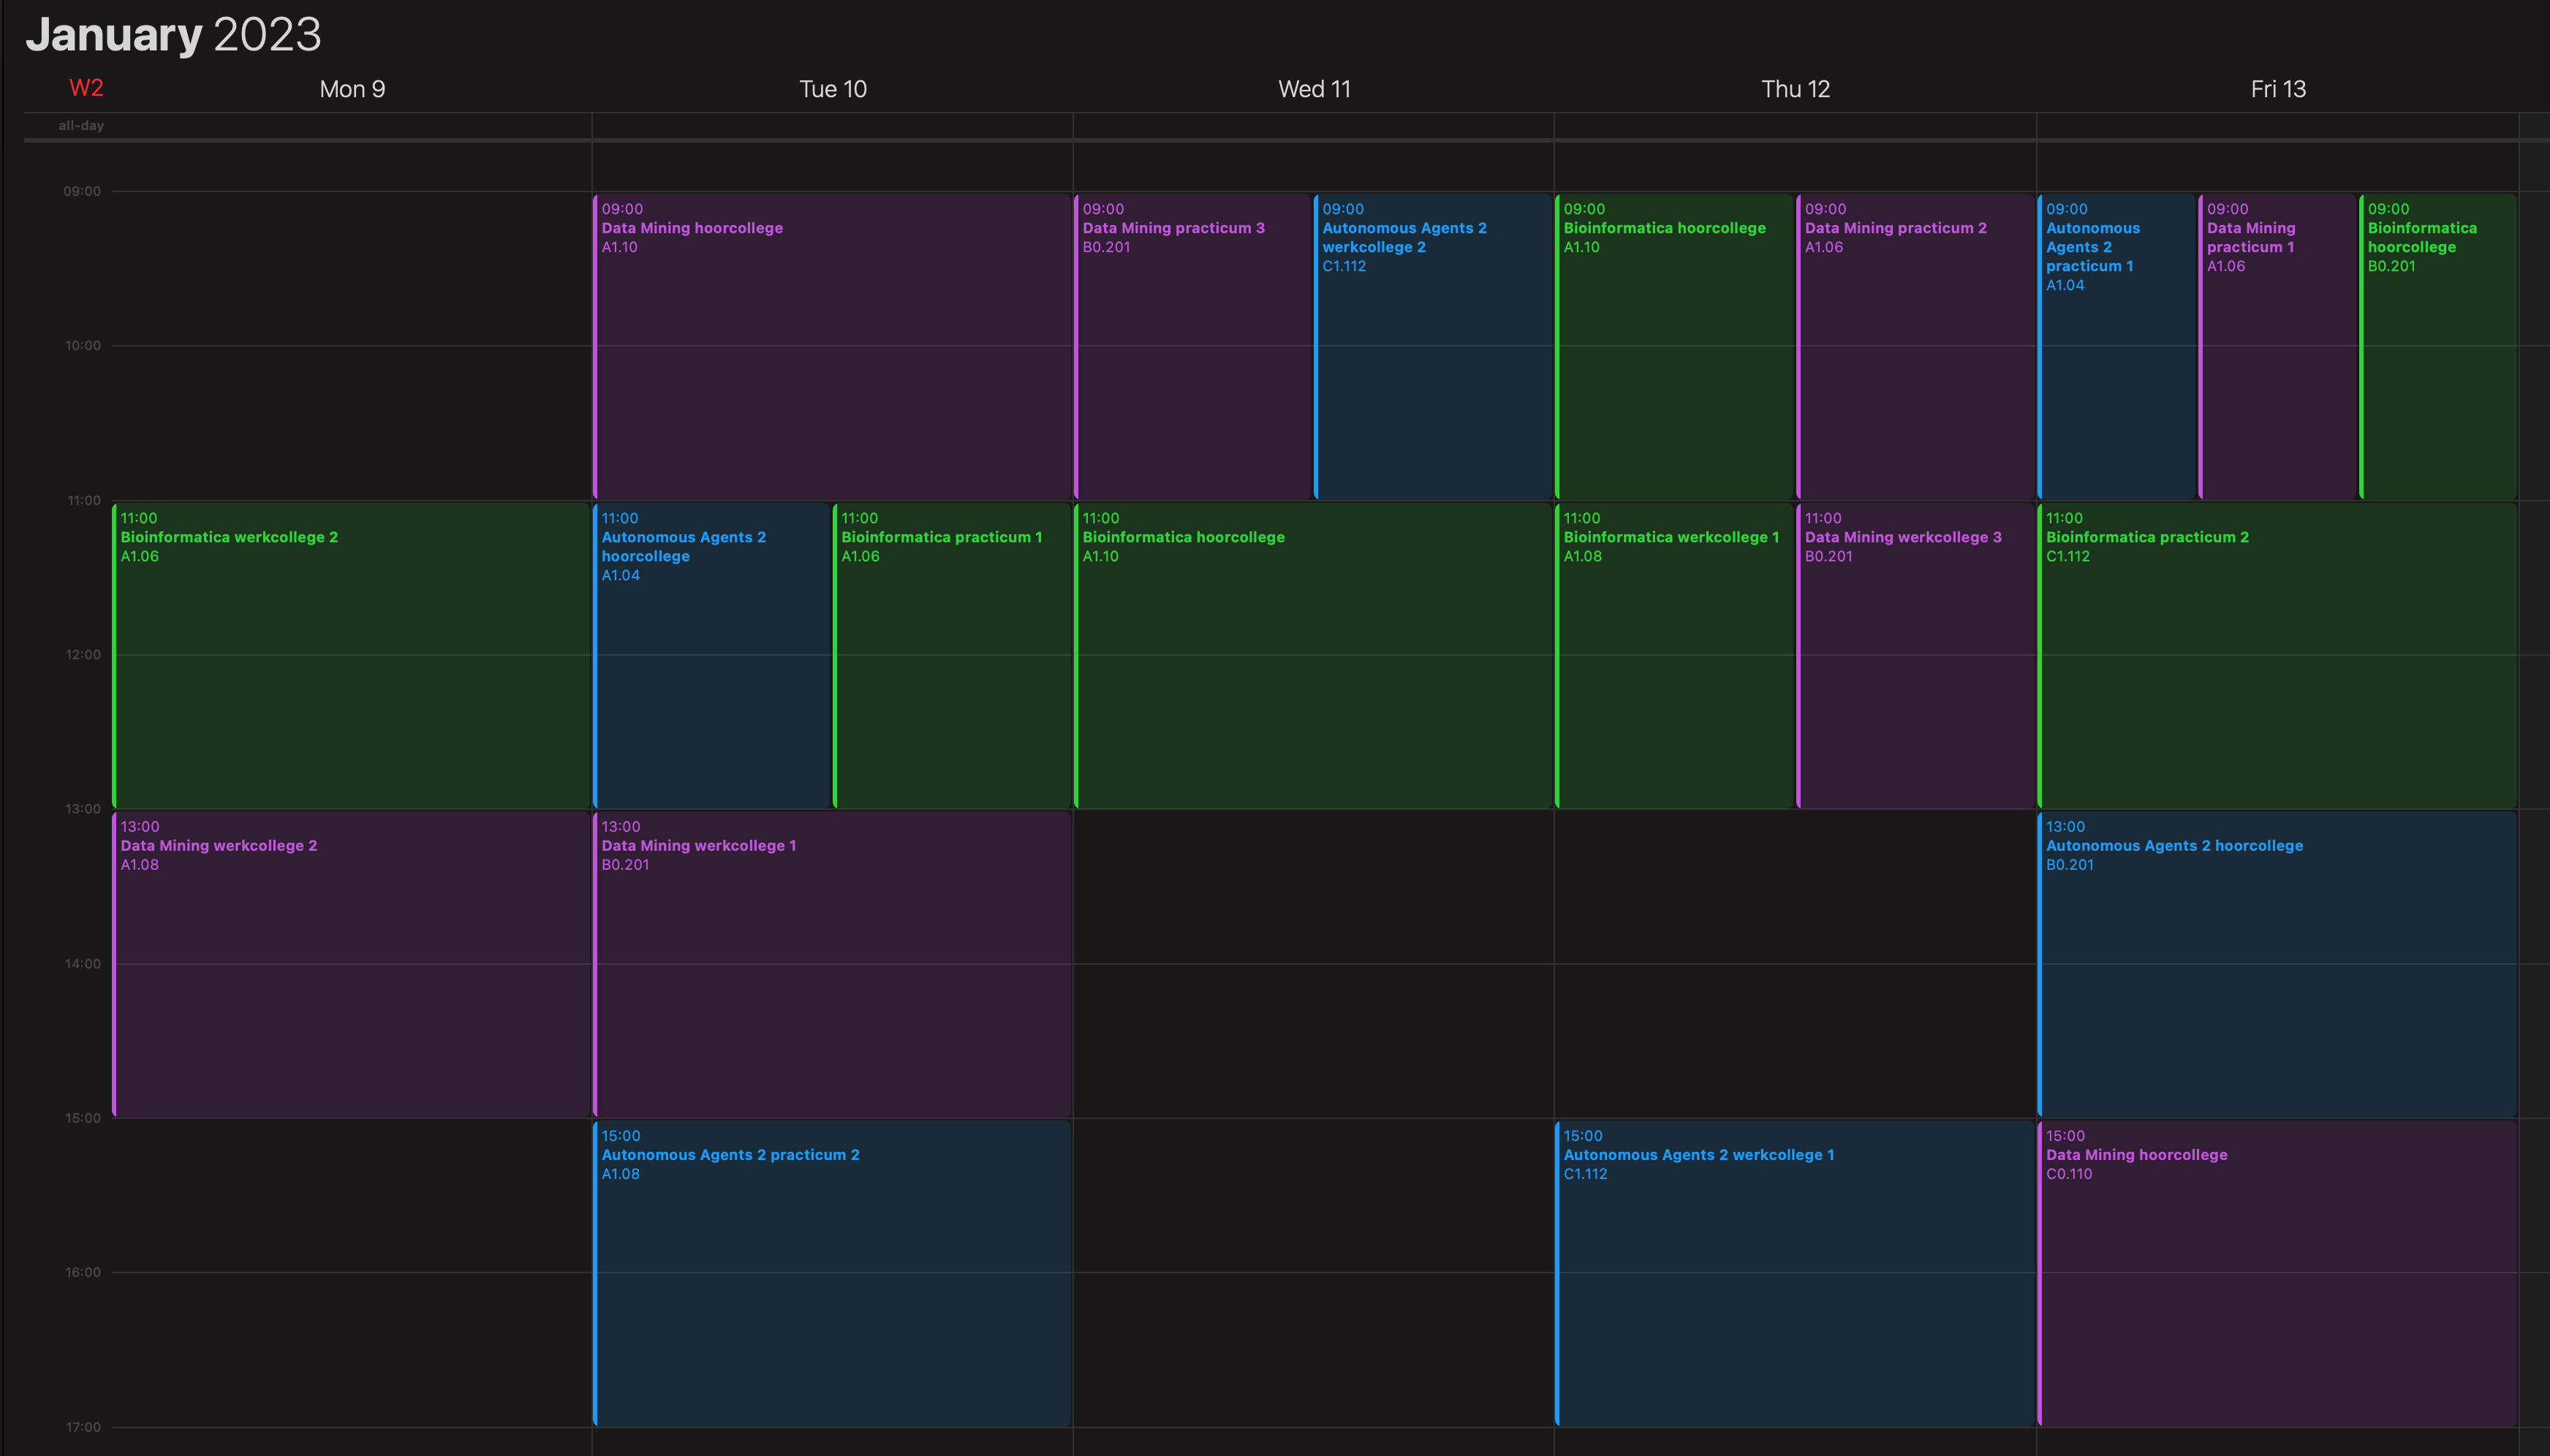 January 2023
W2
Mon 9
Tue 10
Wed 11
Thu 12
Fri 13
all-day
09:00
10:00
11:00
12:00
13:00
14:00
15:00
16:00
17:00
11:00
Bioinformatica werkcollege 2
A1.06
13:00
Data Mining werkcollege 2
A1.08
09:00
Data Mining hoorcollege
A1.10
11:00
Autonomous Agents 2
hoorcollege
A1.04
11:00
Bioinformatica practicum 1
A1.06
13:00
Data Mining werkcollege 1
B0.201
15:00
Autonomous Agents 2 practicum 2
A1.08
09:00
Data Mining practicum 3
B0.201
09:00
Autonomous Agents 2
werkcollege 2
C1.112
11:00
Bioinformatica hoorcollege
A1.10
09:00
Bioinformatica hoorcollege
A1.10
09:00
Data Mining practicum 2
A1.06
11:00
Bioinformatica werkcollege 1
A1.08
11:00
Data Mining werkcollege 3
B0.201
15:00
Autonomous Agents 2 werkcollege 1
C1.112
09:00
Autonomous
Agents 2
practicum 1
A1.04
09:00
Data Mining
practicum 1
A1.06
09:00
Bioinformatica
hoorcollege
B0.201
11:00
Bioinformatica practicum 2
C1.112
13:00
Autonomous Agents 2 hoorcollege
B0.201
15:00
Data Mining hoorcollege
C0.110